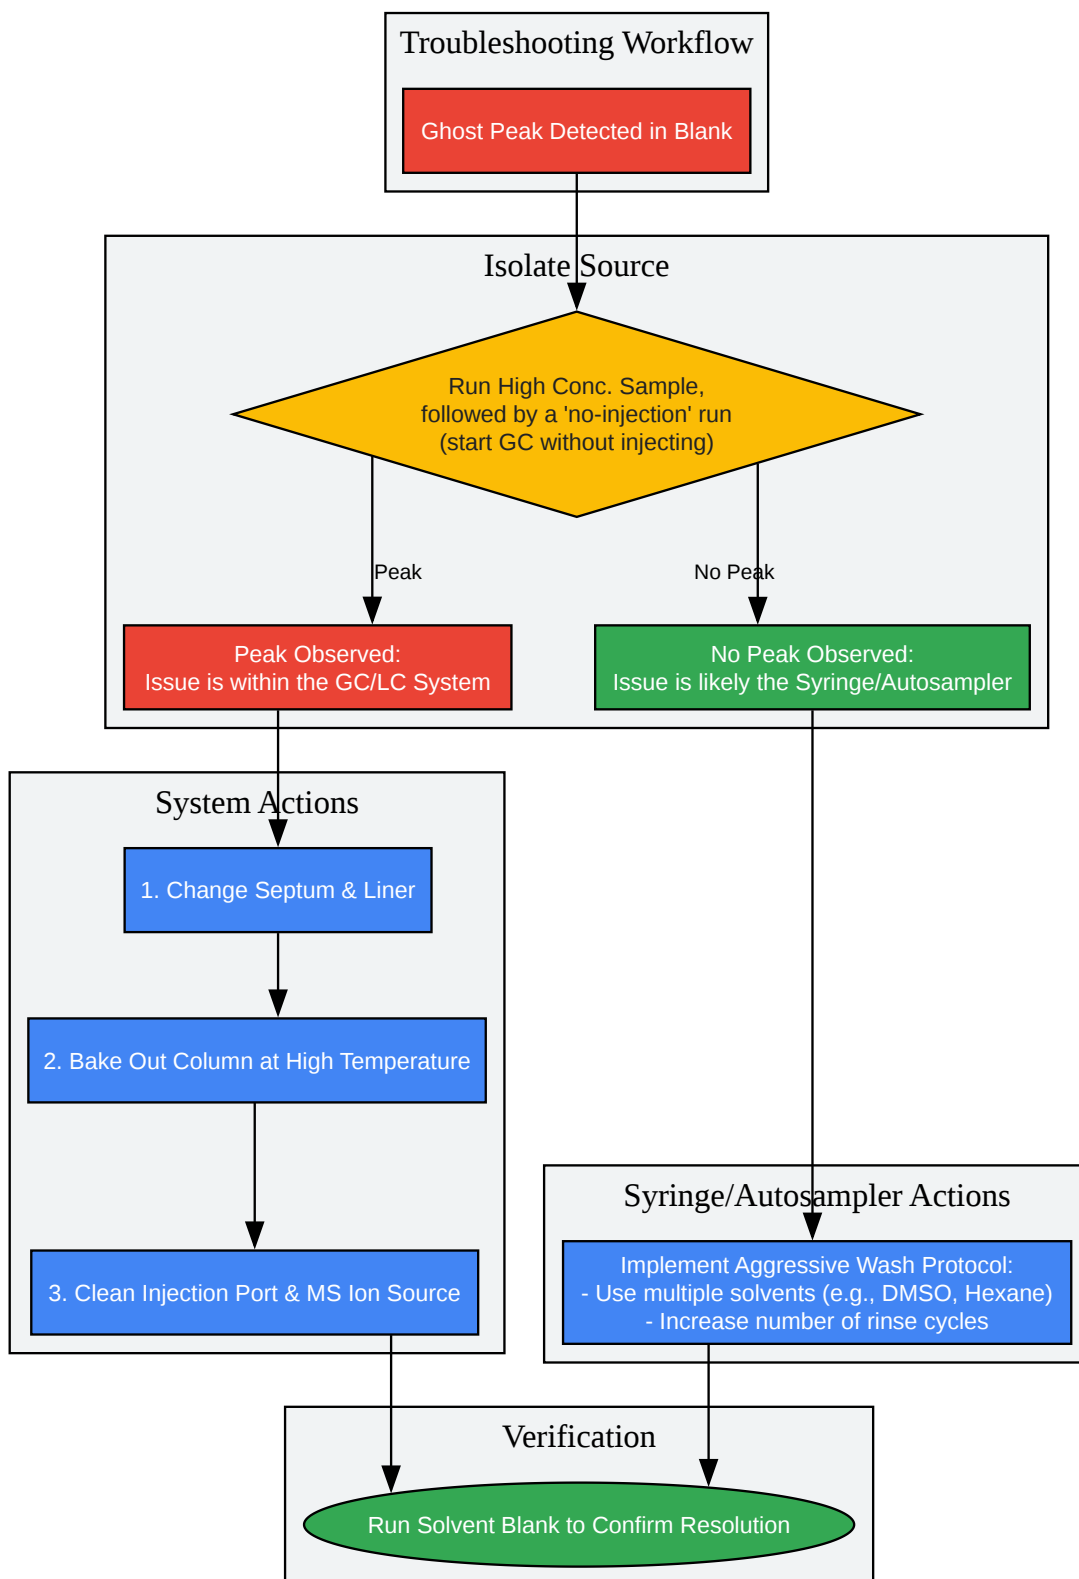 Troubleshooting Workflow
Ghost Peak Detected in Blank
Isolate Source
Run High Conc. Sample,
followed by a 'no-injection' run
(start GC without injecting)
Peak
No Peak
Peak Observed:
Issue is within the GC/LC System
No Peak Observed:
Issue is likely the Syringe/Autosampler
System Actions
1. Change Septum & Liner
2. Bake Out Column at High Temperature
3. Clean Injection Port & MS Ion Source
Syringe/Autosampler Actions
Implement Aggressive Wash Protocol:
- Use multiple solvents (e.g., DMSO, Hexane)
- Increase number of rinse cycles
Verification
Run Solvent Blank to Confirm Resolution